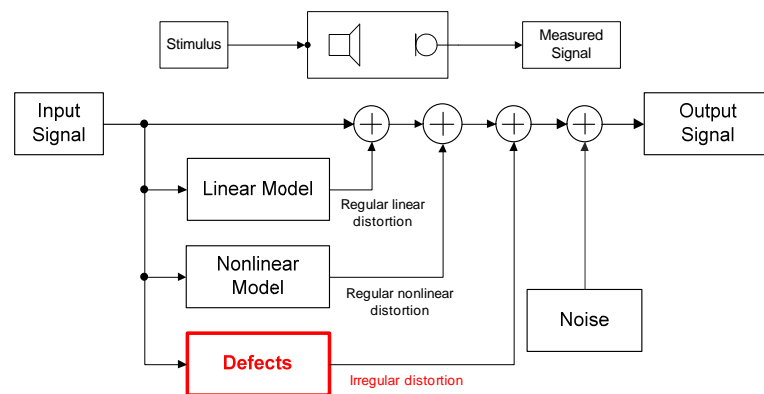 Stimulus
Measured
Signal
Input
Signal
Output
Signal
Linear Model
Regular linear
distortion
Nonlinear
Model
Regular nonlinear
distortion
Noise
Defects
Irregular distortion